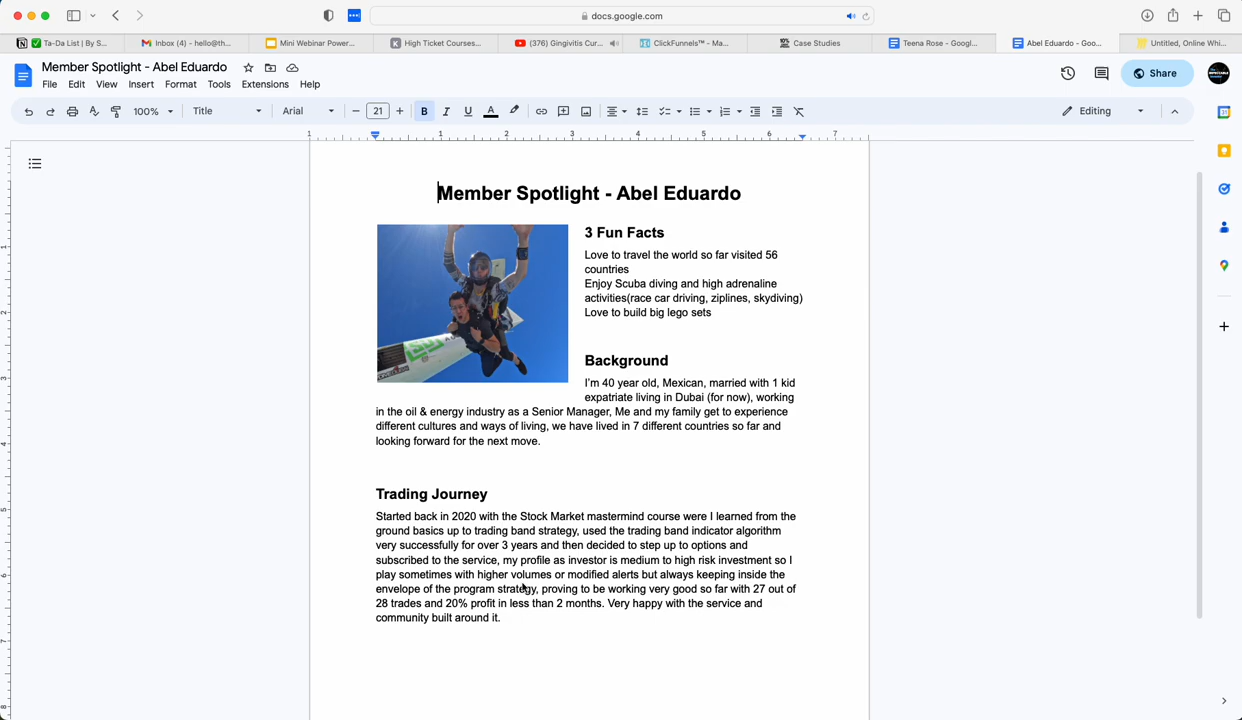 docs.google.com
Ta-Da List | By S...
Inbox (4) - hello@th...
Mini Webinar Power...
High Ticket Courses...
(376) Gingivitis Cur...
ClickFunnels™ - Ma...
Case Studies
Teena Rose - Googl...
Abel Eduardo - Goo...
Untitled, Online Whi...
Member Spotlight - Abel Eduardo
File Edit View Insert Format Tools Extensions Help
Share
100% Title Arial 21 Editing
1 1 2 3 4 5 6 7
Member Spotlight - Abel Eduardo
3 Fun Facts
Love to travel the world so far visited 56
countries
Enjoy Scuba diving and high adrenaline
activities(race car driving, ziplines, skydiving)
Love to build big lego sets
Background
I'm 40 year old, Mexican, married with 1 kid
expatriate living in Dubai (for now), working
in the oil & energy industry as a Senior Manager, Me and my family get to experience
different cultures and ways of living, we have lived in 7 different countries so far and
looking forward for the next move.
Trading Journey
Started back in 2020 with the Stock Market mastermind course were I learned from the
ground basics up to trading band strategy, used the trading band indicator algorithm
very successfully for over 3 years and then decided to step up to options and
subscribed to the service, my profile as investor is medium to high risk investment so I
play sometimes with higher volumes or modified alerts but always keeping inside the
envelope of the program strategy, proving to be working very good so far with 27 out of
28 trades and 20% profit in less than 2 months. Very happy with the service and
community built around it.